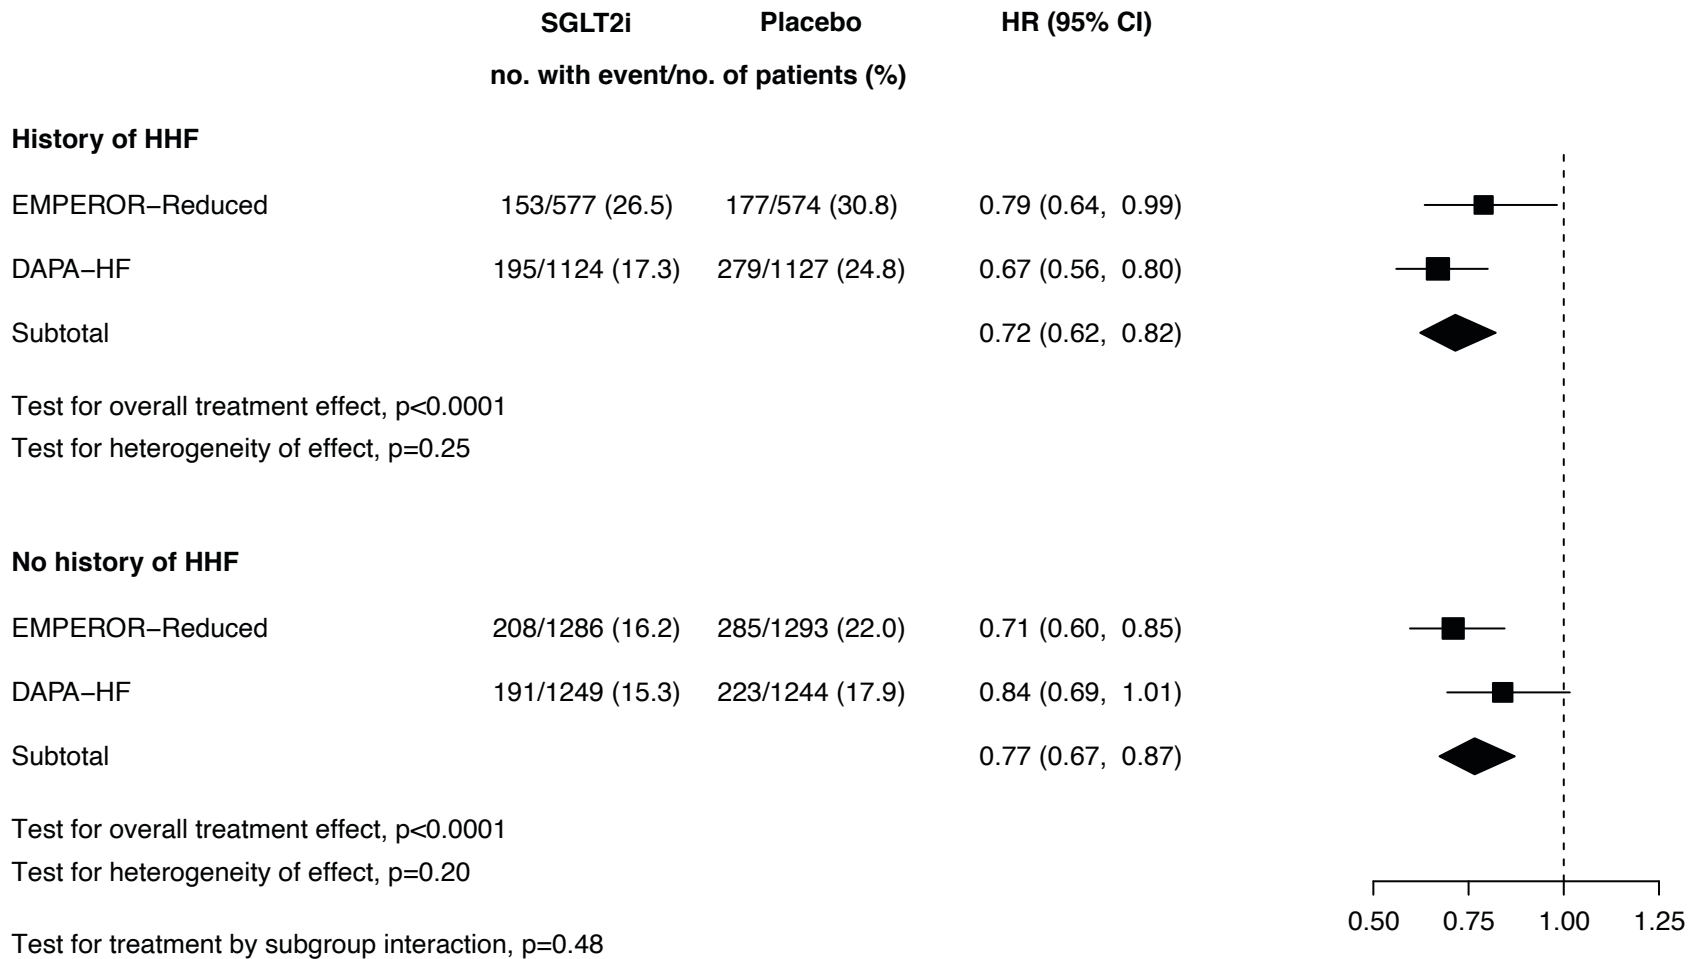 SGLT2i Placebo HR (95% CI)
no. with event/no. of patients (%)
History of HHF
EMPEROR−Reduced 153/577 (26.5) 177/574 (30.8) 0.79 (0.64, 0.99)
DAPA−HF 195/1124 (17.3) 279/1127 (24.8) 0.67 (0.56, 0.80)
Subtotal 0.72 (0.62, 0.82)
Test for overall treatment effect, p<0.0001
Test for heterogeneity of effect, p=0.25
No history of HHF
EMPEROR−Reduced 208/1286 (16.2) 285/1293 (22.0) 0.71 (0.60, 0.85)
DAPA−HF 191/1249 (15.3) 223/1244 (17.9) 0.84 (0.69, 1.01)
Subtotal 0.77 (0.67, 0.87)
Test for overall treatment effect, p<0.0001
Test for heterogeneity of effect, p=0.20
0.50 0.75 1.00 1.25
Test for treatment by subgroup interaction, p=0.48